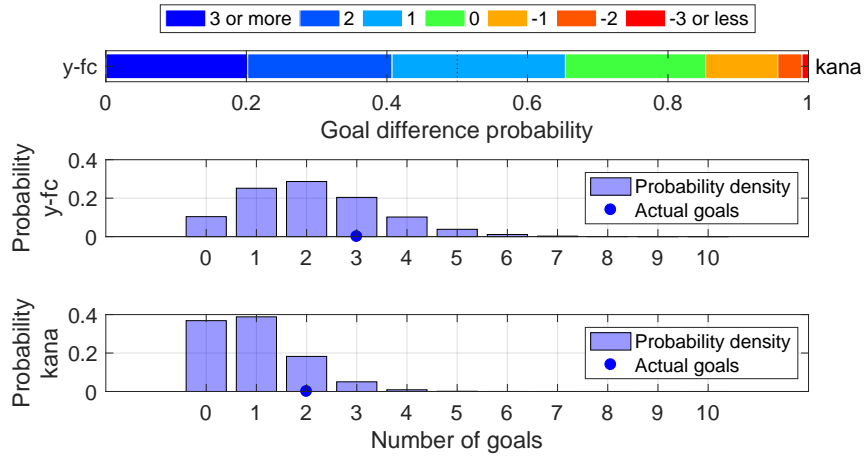 3 or more 2 1 0 -1 -2 -3 or less
y-fc kana
0 0.2 0.4 0.6 0.8 1
Goal difference probability
Probability
y-fc
0.4
0.2
0
Probability density
Actual goals
0 1 2 3 4 5 6 7 8 9 10
Probability
kana
0.4
0.2
0
Probability density
Actual goals
0 1 2 3 4 5 6 7 8 9 10
Number of goals